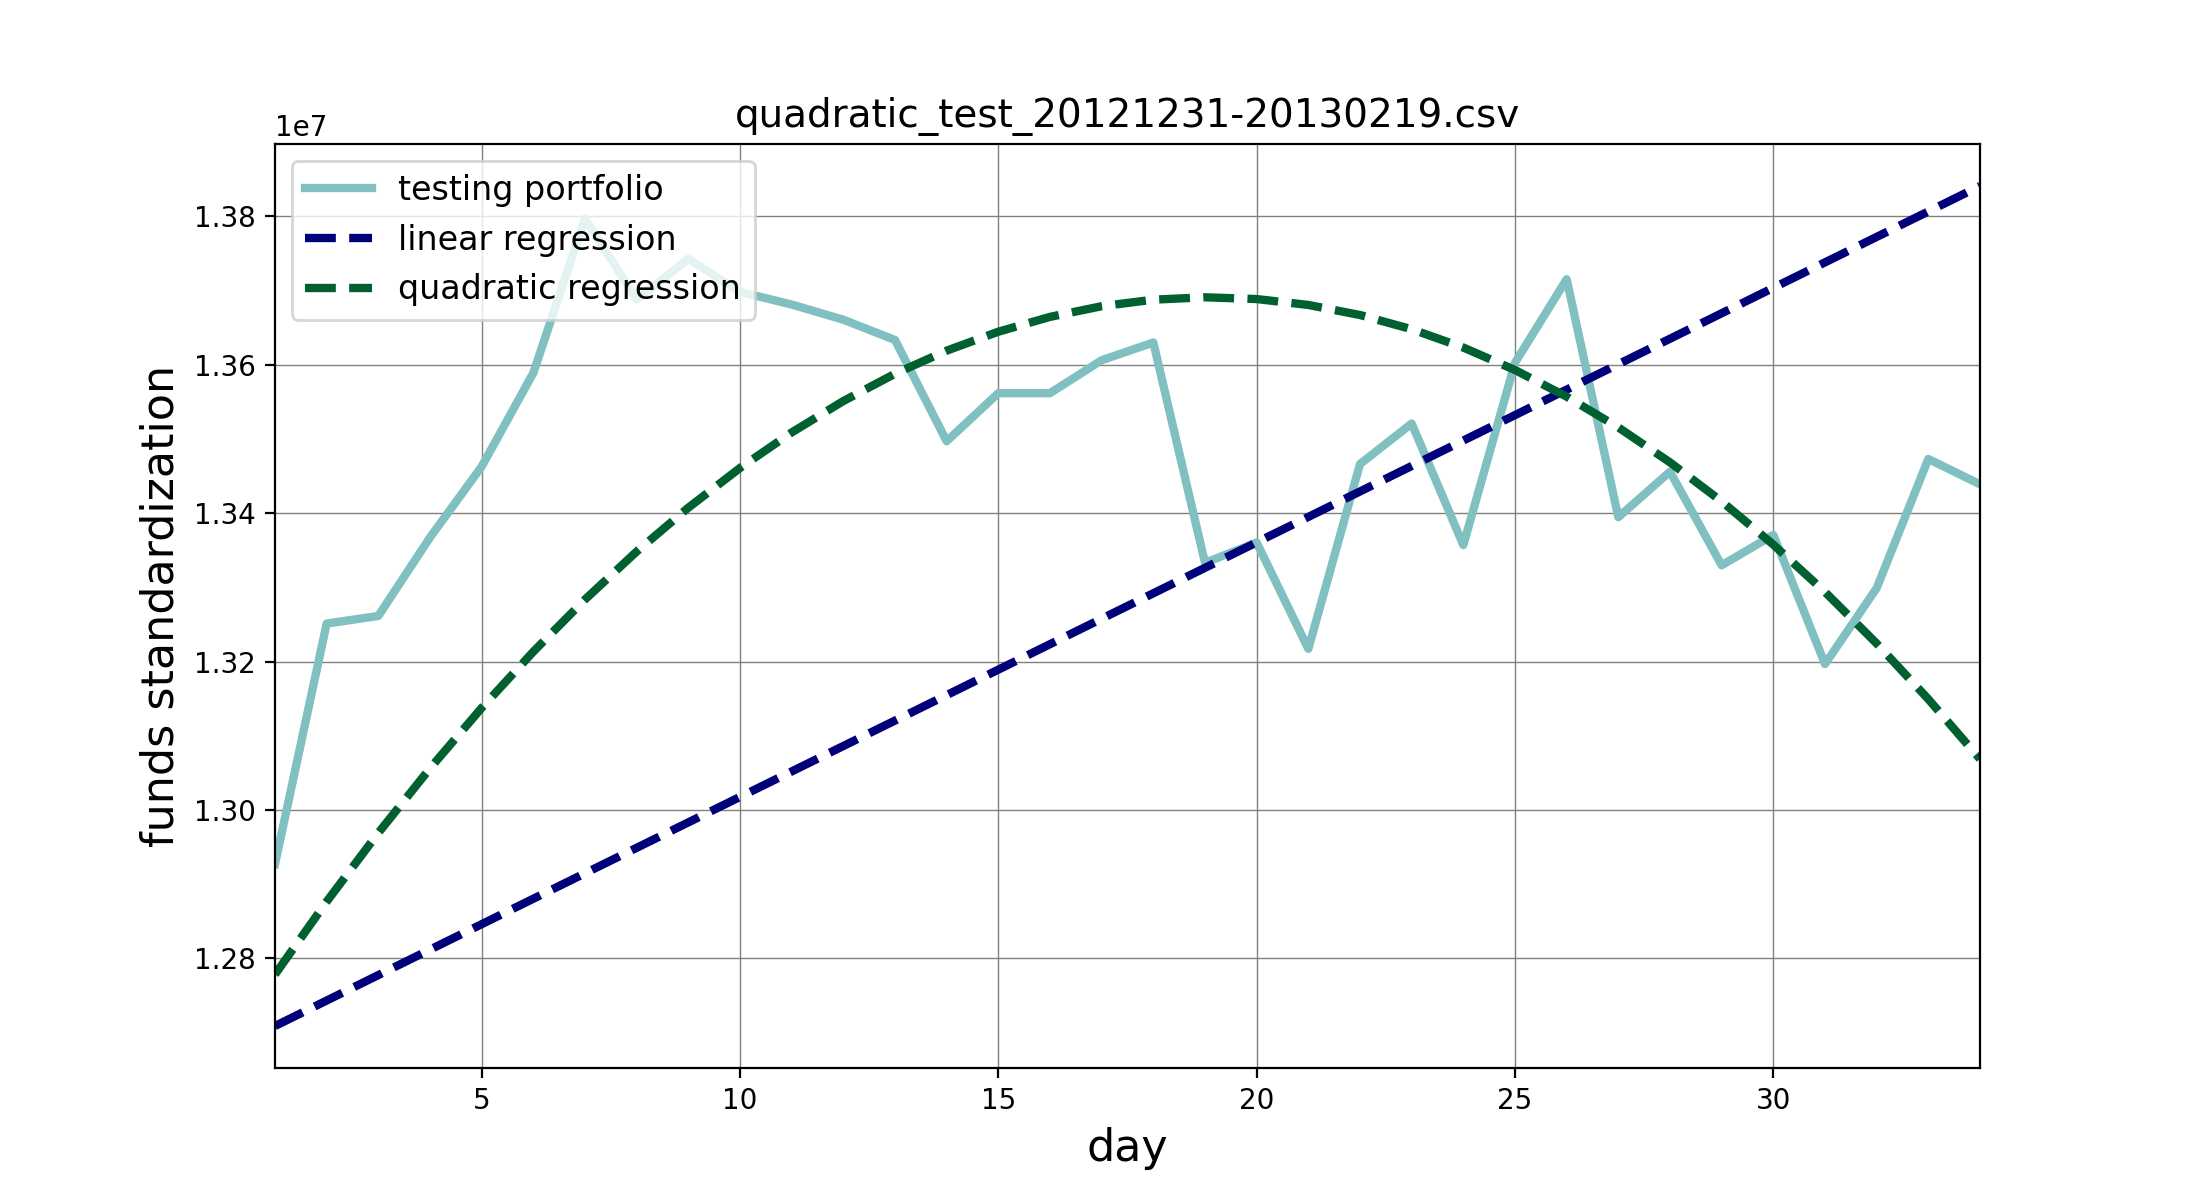 quadratic_test_20121231-20130219.csv
1e7
testing portfolio
linear regression
quadratic regression
1.38
1.36
1.34
1.32
1.30
1.28
funds standardization
5 10 15 20 25 30
day